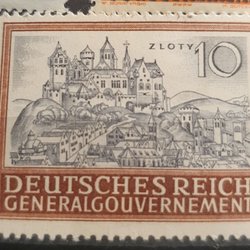 ZLOTY 10
DEUTSCHES REICH
GENERALGOUVERNEMENT